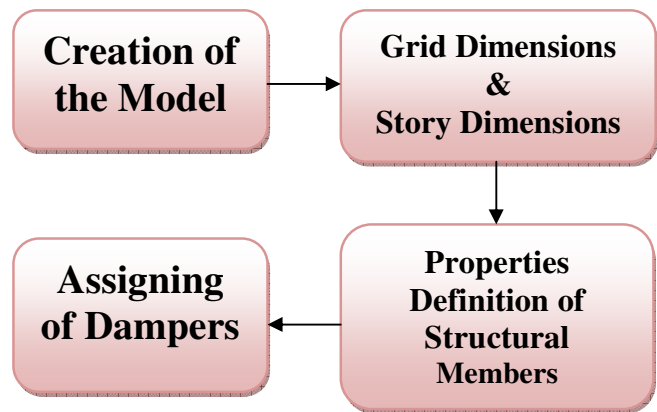 Creation of
the Model
Grid Dimensions
&
Story Dimensions
Properties
Definition of
Structural
Members
Assigning
of Dampers